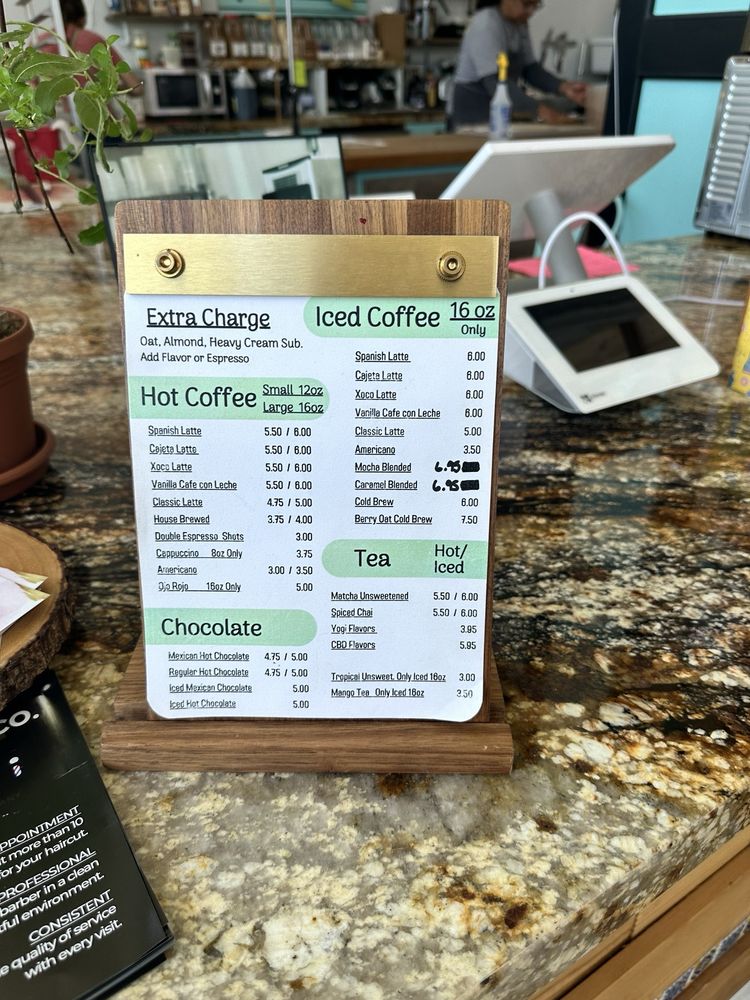 Extra Charge
Oat, Almond, Heavy Cream Sub.
Add Flavor or Espresso
Hot Coffee Small 12oz
Large 16oz
Spanish Latte 5.50 / 6.00
Cajeta Latte 5.50 / 6.00
Xoco Latte 5.50 / 6.00
Vanilla Cafe con Leche 5.50 / 6.00
Classic Latte 4.75 / 5.00
House Brewed 3.75 / 4.00
Double Espresso Shots 3.00
Cappuccino 8oz Only 3.75
Americano 3.00 / 3.50
Ojo Rojo 16oz Only 5.00
Chocolate
Mexican Hot Chocolate 4.75 / 5.00
Regular Hot Chocolate 4.75 / 5.00
Iced Mexican Chocolate 5.00
Iced Hot Chocolate 5.00
Iced Coffee 16 oz
Only
Spanish Latte 6.00
Cajeta Latte 6.00
Xoco Latte 6.00
Vanilla Cafe con Leche 6.00
Classic Latte 5.00
Americano 3.50
Mocha Blended 6.95
Caramel Blended 6.95
Cold Brew 6.00
Berry Oat Cold Brew 7.50
Tea Hot/
Iced
Matcha Unsweetened 5.50 / 6.00
Spiced Chai 5.50 / 6.00
Yogi Flavors 3.95
CBD Flavors 5.95
Tropical Unsweet. Only Iced 16oz 3.00
Mango Tea Only Iced 16oz 3.50
CO.
PPOINTMENT
t more than 10
for your haircut.
PROFESSIONAL
barber in a clean
tful environment.
CONSISTENT
e quality of service
with every visit.